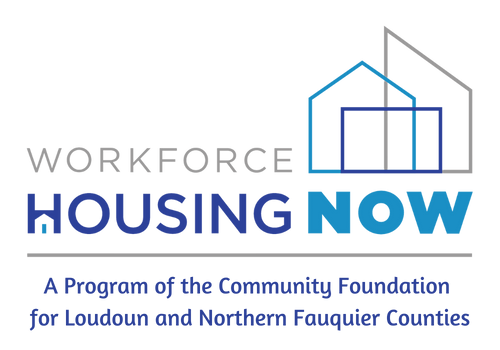 WORKFORCE
HOUSING NOW
A Program of the Community Foundation
for Loudoun and Northern Fauquier Counties